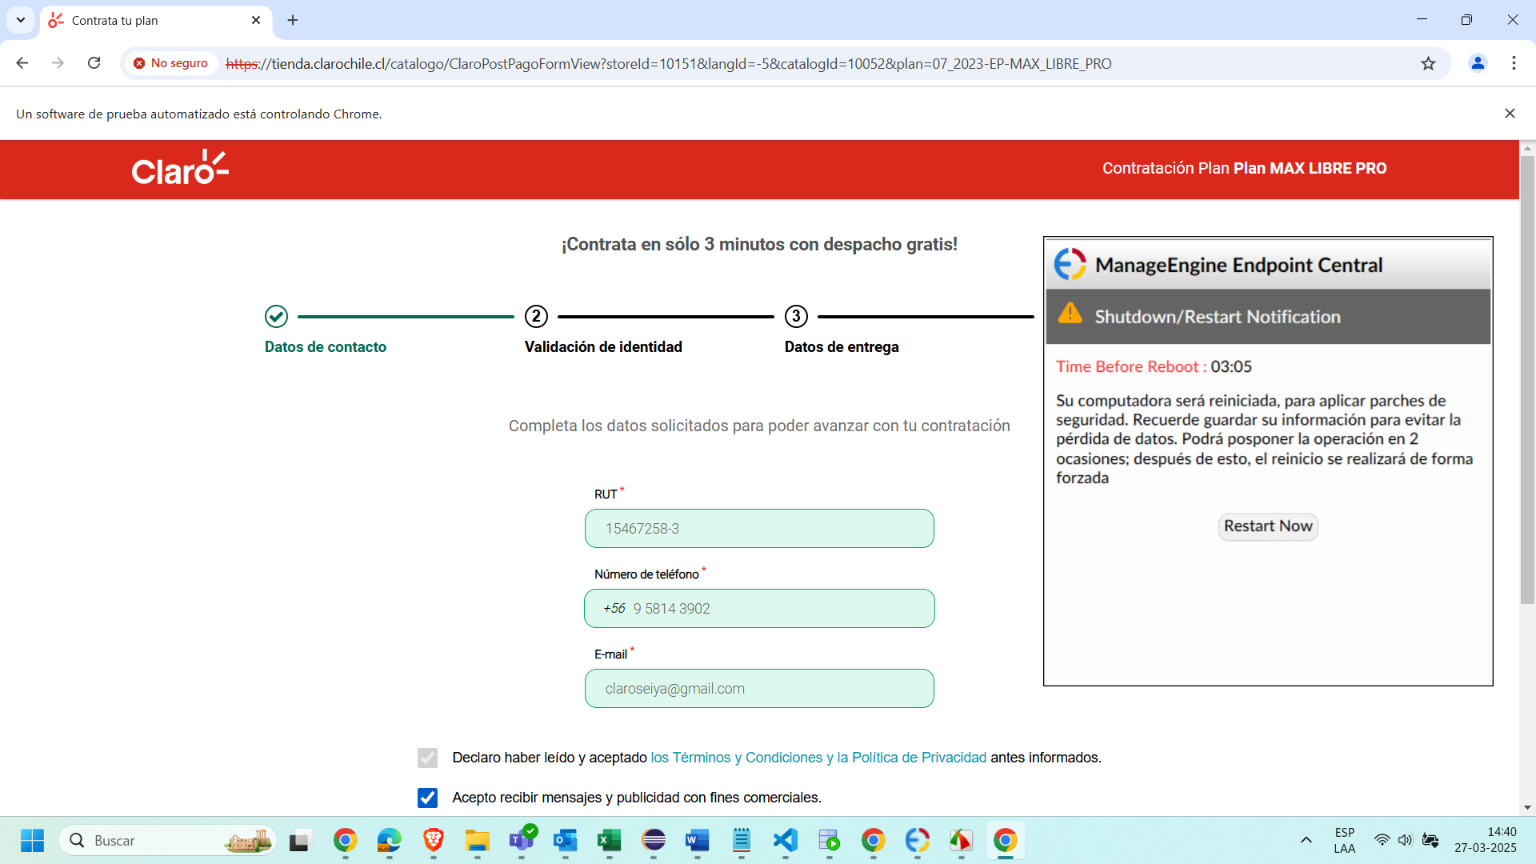 Contrata tu plan
No seguro
https://tienda.clarochile.cl/catalogo/ClaroPostPagoFormView?storeId=10151&langId=-5&catalogId=10052&plan=07_2023-EP-MAX_LIBRE_PRO
Un software de prueba automatizado está controlando Chrome.
Claro
Contratación Plan Plan MAX LIBRE PRO
¡Contrata en sólo 3 minutos con despacho gratis!
2
3
Datos de contacto
Validación de identidad
Datos de entrega
Completa los datos solicitados para poder avanzar con tu contratación
RUT *
15467258-3
Número de teléfono *
+56 9 5814 3902
E-mail *
claroseiya@gmail.com
Declaro haber leído y aceptado los Términos y Condiciones y la Política de Privacidad antes informados.
Acepto recibir mensajes y publicidad con fines comerciales.
ManageEngine Endpoint Central
Shutdown/Restart Notification
Time Before Reboot : 03:05
Su computadora será reiniciada, para aplicar parches de
seguridad. Recuerde guardar su información para evitar la
pérdida de datos. Podrá posponer la operación en 2
ocasiones; después de esto, el reinicio se realizará de forma
forzada
Restart Now
Buscar
ESP
LAA
14:40
27-03-2025